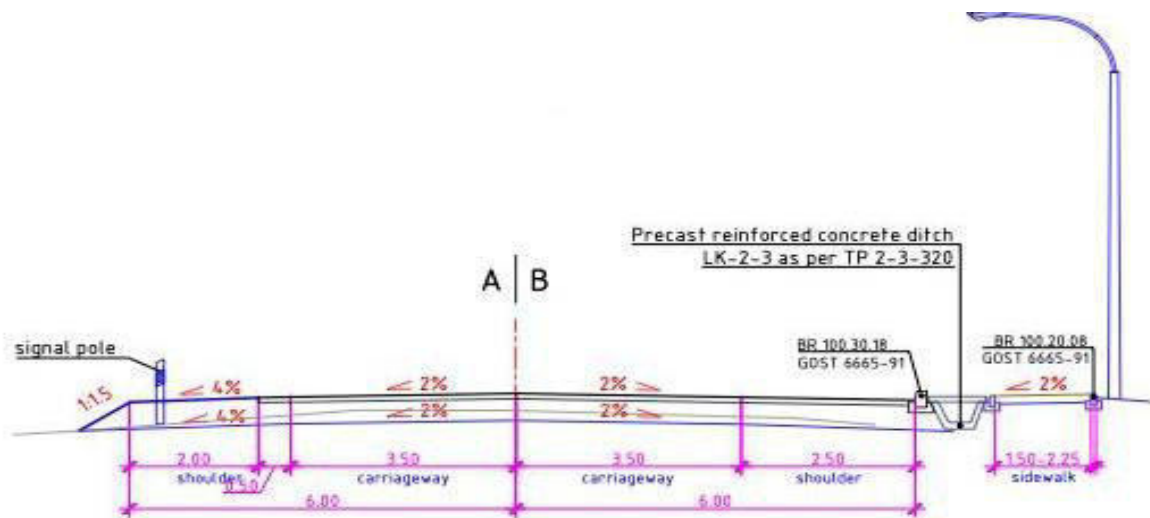 Precast reinforced concrete ditch
LK-2-3 as per TP 2-3-320
A B
signal pole
BR 100.30.18
GOST 6665-91
BR 100.20.08
GOST 6665-91
1:1.5
4%
2%
2%
2%
4%
2%
2%
2.00
3.50
3.50
2.50
1.50-2.25
shoulder
0.50
carriageway
carriageway
shoulder
sidewalk
6.00
6.00